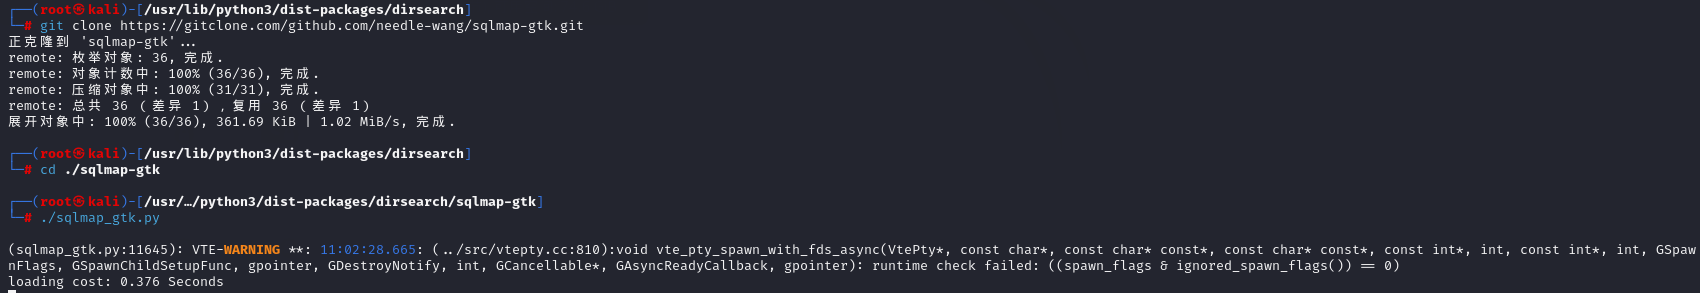 ┌──(root㉿kali)-[/usr/lib/python3/dist-packages/dirsearch]
└─# git clone https://gitclone.com/github.com/needle-wang/sqlmap-gtk.git
正克隆到 'sqlmap-gtk'...
remote: 枚举对象: 36, 完成.
remote: 对象计数中: 100% (36/36), 完成.
remote: 压缩对象中: 100% (31/31), 完成.
remote: 总共 36 (差异 1), 复用 36 (差异 1)
展开对象中: 100% (36/36), 361.69 KiB | 1.02 MiB/s, 完成.
┌──(root㉿kali)-[/usr/lib/python3/dist-packages/dirsearch]
└─# cd ./sqlmap-gtk
┌──(root㉿kali)-[/usr/…/python3/dist-packages/dirsearch/sqlmap-gtk]
└─# ./sqlmap_gtk.py
(sqlmap_gtk.py:11645): VTE-WARNING **: 11:02:28.665: (../src/vtepty.cc:810):void vte_pty_spawn_with_fds_async(VtePty*, const char*, const char* const*, const char* const*, const int*, int, const int*, int, GSpaw
nFlags, GSpawnChildSetupFunc, gpointer, GDestroyNotify, int, GCancellable*, GAsyncReadyCallback, gpointer): runtime check failed: ((spawn_flags & ignored_spawn_flags()) == 0)
loading cost: 0.376 Seconds